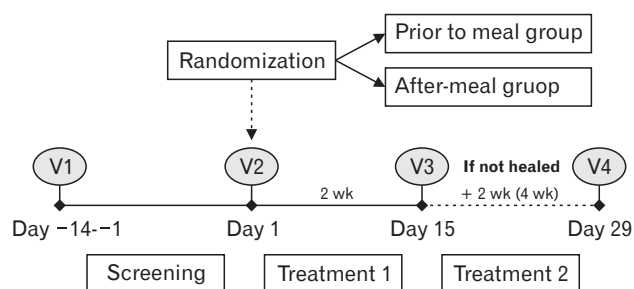 Prior to meal group
Randomization
After-meal gruop
V1
V2
V3
If not healed
V4
2 wk
+ 2 wk (4 wk)
Day −14-−1
Day 1
Day 15
Day 29
Screening
Treatment 1
Treatment 2